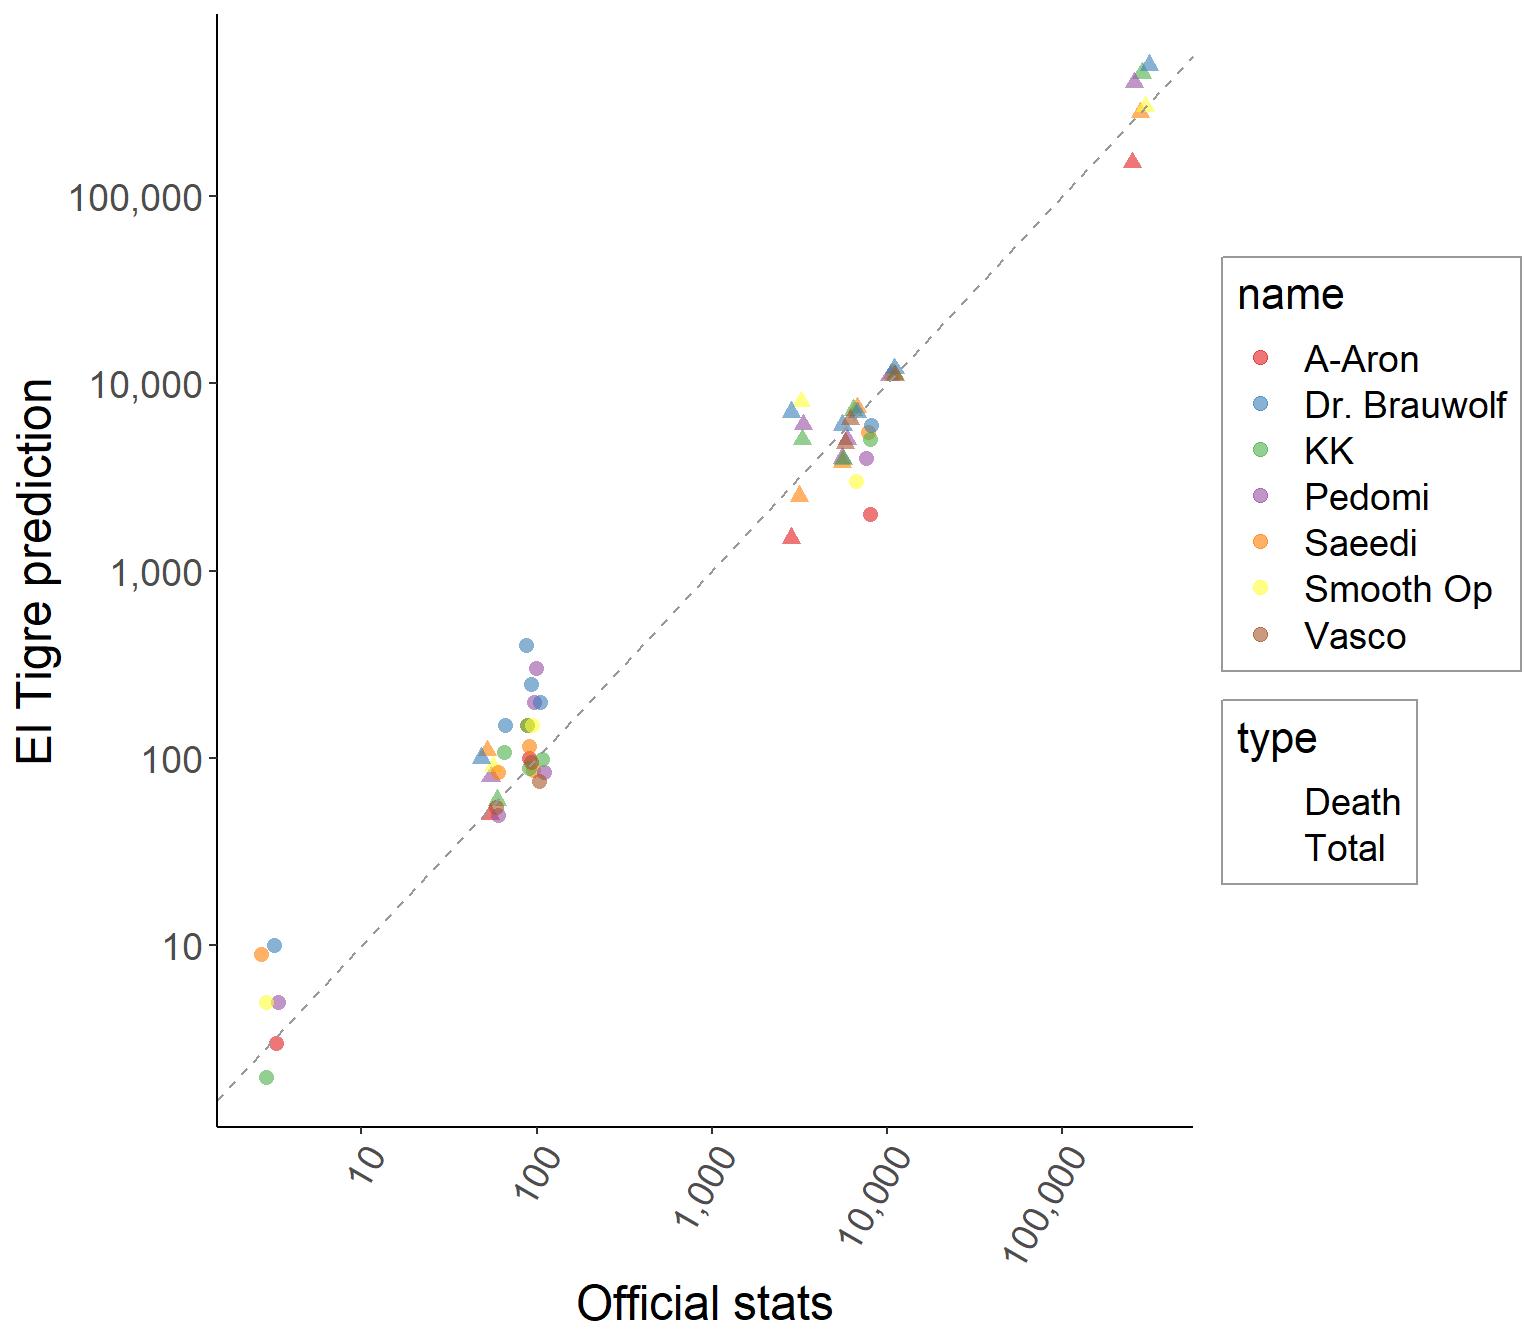 El Tigre prediction
100,000
10,000
1,000
100
10
10
100
1,000
10,000
100,000
Official stats
name
A-Aron
Dr. Brauwolf
KK
Pedomi
Saeedi
Smooth Op
Vasco
type
Death
Total